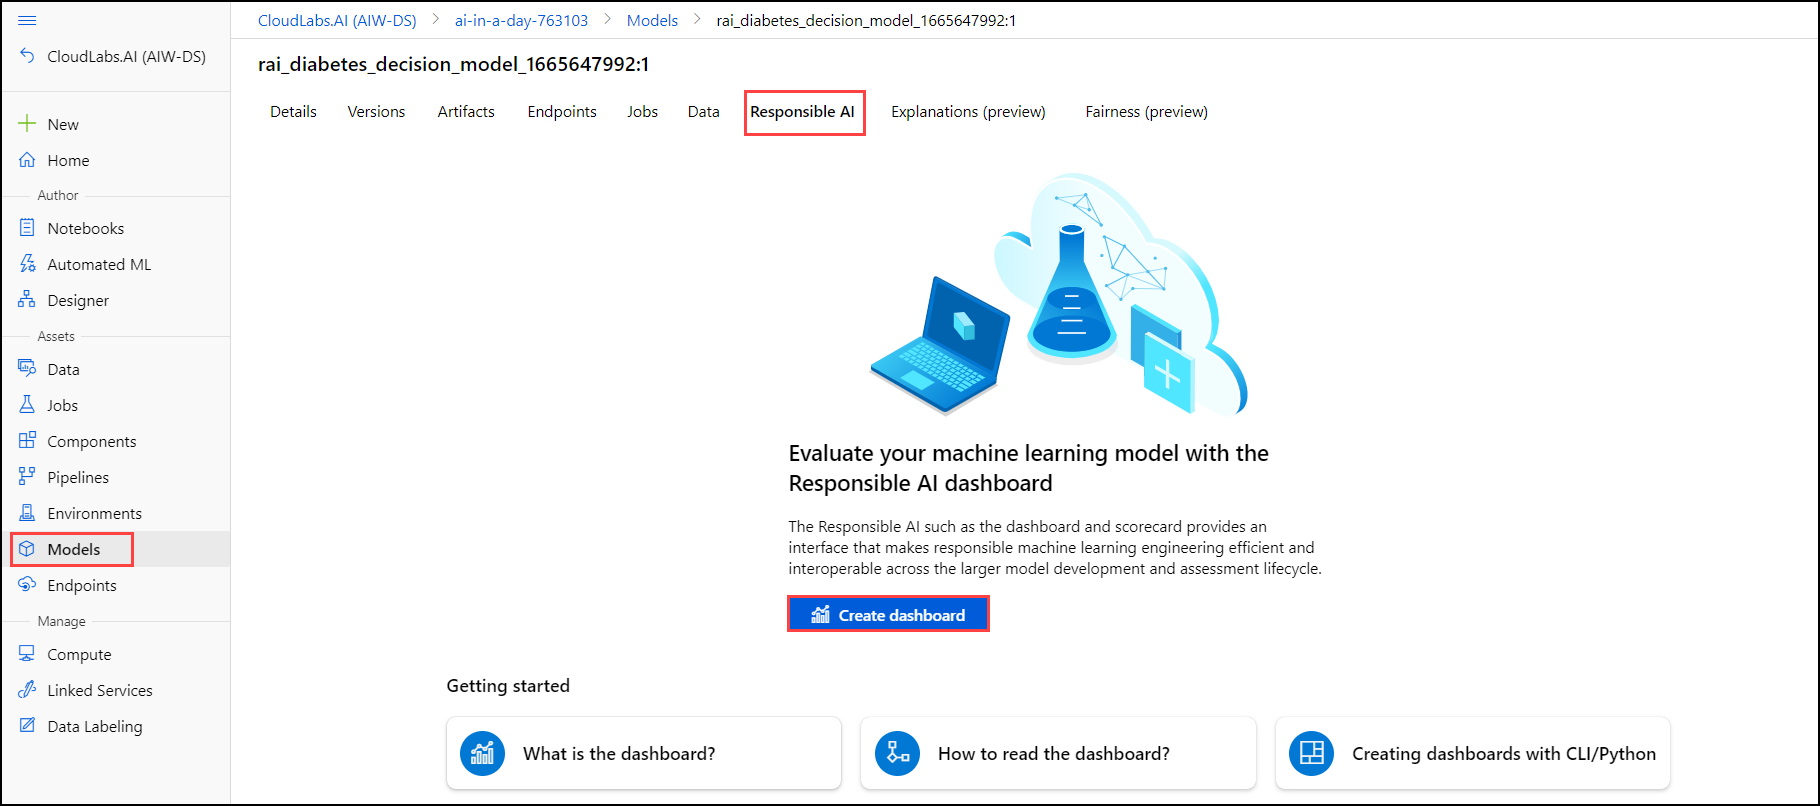 CloudLabs.AI (AIW-DS) > ai-in-a-day-763103 > Models > rai_diabetes_decision_model_1665647992:1
CloudLabs.AI (AIW-DS)
New
Home
Author
Notebooks
Automated ML
Designer
Assets
Data
Jobs
Components
Pipelines
Environments
Models
Endpoints
Manage
Compute
Linked Services
Data Labeling
rai_diabetes_decision_model_1665647992:1
Details Versions Artifacts Endpoints Jobs Data Responsible AI Explanations (preview) Fairness (preview)
Evaluate your machine learning model with the
Responsible AI dashboard
The Responsible AI such as the dashboard and scorecard provides an
interface that makes responsible machine learning engineering efficient and
interoperable across the larger model development and assessment lifecycle.
Create dashboard
Getting started
What is the dashboard?
How to read the dashboard?
Creating dashboards with CLI/Python